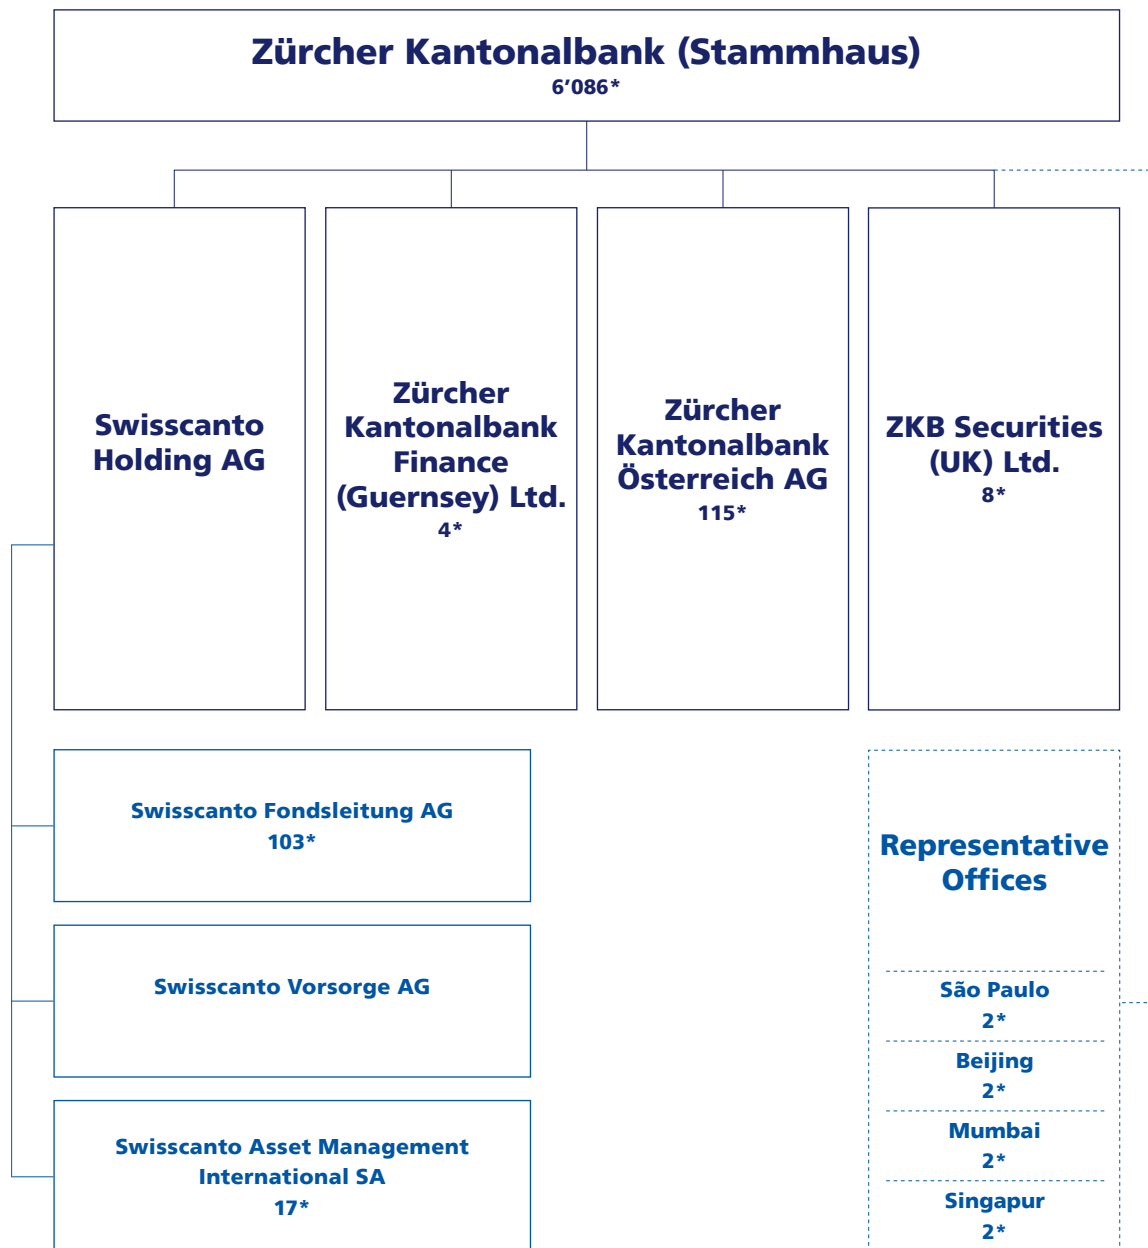 Zürcher Kantonalbank (Stammhaus)
6’086*
Swisscanto
Holding AG
Zürcher
Kantonalbank
Finance
(Guernsey) Ltd.
4*
Zürcher
Kantonalbank
Österreich AG
115*
ZKB Securities
(UK) Ltd.
8*
Swisscanto Fondsleitung AG
103*
Swisscanto Vorsorge AG
Swisscanto Asset Management
International SA
17*
Representative
Offices
São Paulo
2*
Beijing
2*
Mumbai
2*
Singapur
2*